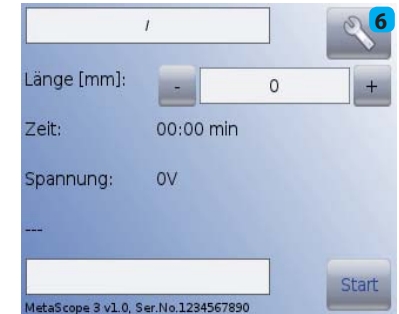 /
6
Länge [mm]: - 0 +
Zeit: 00:00 min
Spannung: 0V
---
Start
MetaScope 3 v1.0, Ser.No.1234567890